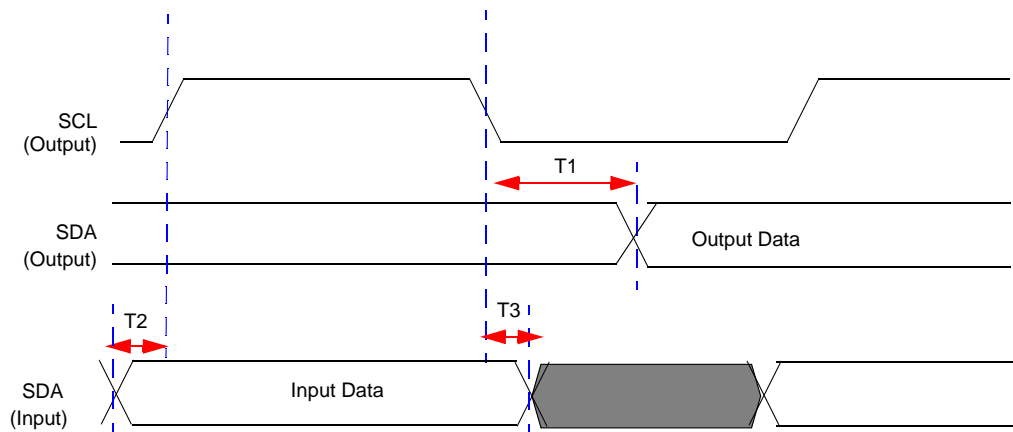 SCL
(Output)
T1
SDA
(Output)
Output Data
T2
T3
SDA
(Input)
Input Data